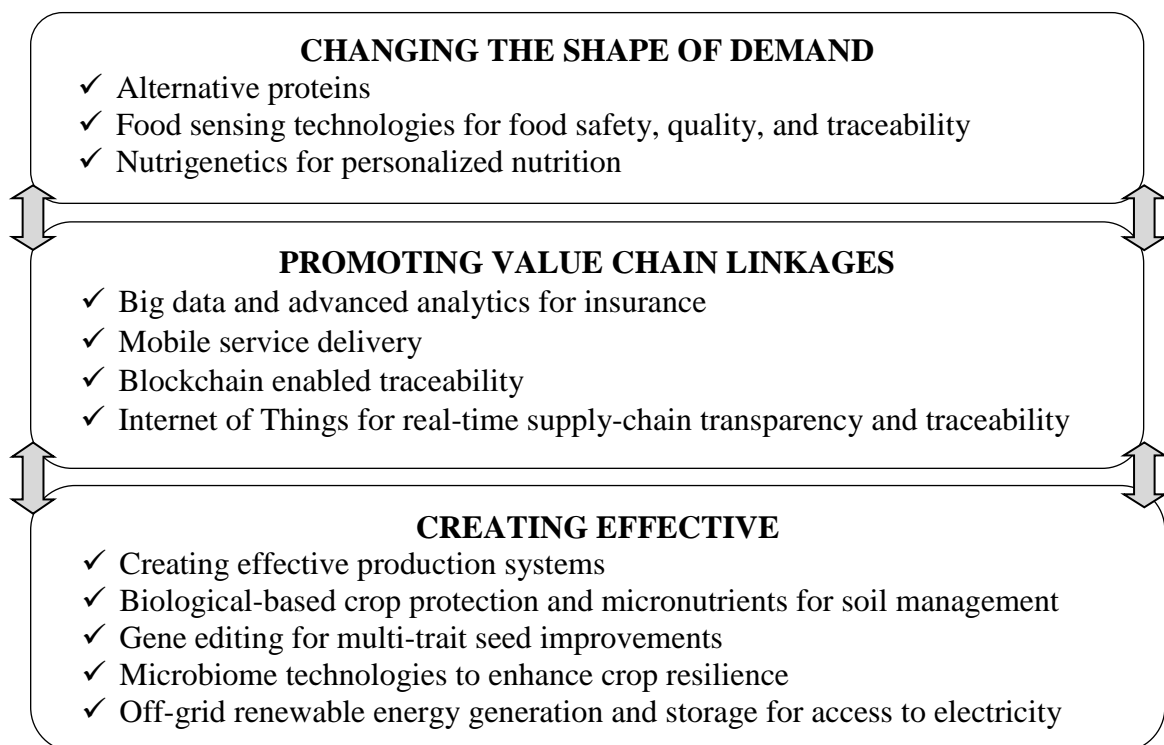 CHANGING THE SHAPE OF DEMAND
✓ Alternative proteins
✓ Food sensing technologies for food safety, quality, and traceability
✓ Nutrigenetics for personalized nutrition
PROMOTING VALUE CHAIN LINKAGES
✓ Big data and advanced analytics for insurance
✓ Mobile service delivery
✓ Blockchain enabled traceability
✓ Internet of Things for real-time supply-chain transparency and traceability
CREATING EFFECTIVE
✓ Creating effective production systems
✓ Biological-based crop protection and micronutrients for soil management
✓ Gene editing for multi-trait seed improvements
✓ Microbiome technologies to enhance crop resilience
✓ Off-grid renewable energy generation and storage for access to electricity